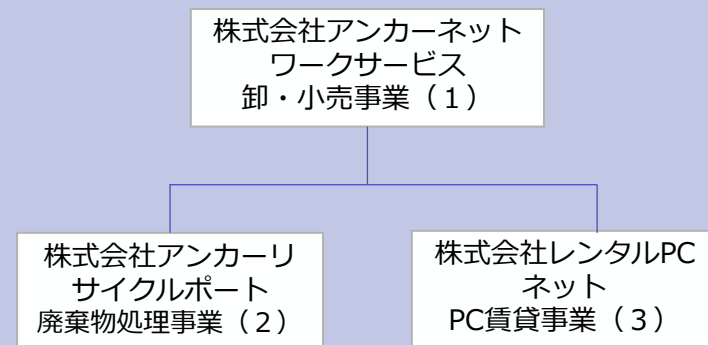 株式会社アンカーネット
ワークサービス
卸・小売事業（１）
株式会社アンカーリ
サイクルポート
廃棄物処理事業（２）
株式会社レンタルPC
ネット
PC賃貸事業（３）